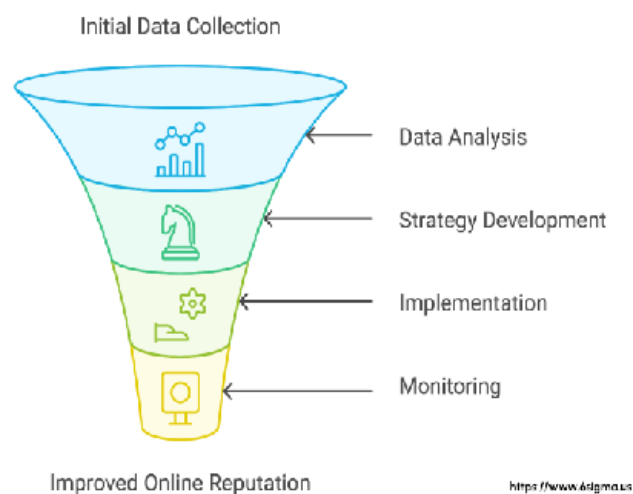 Initial Data Collection
Data Analysis
Strategy Development
Implementation
Monitoring
Improved Online Reputation
https://www.6sigma.us